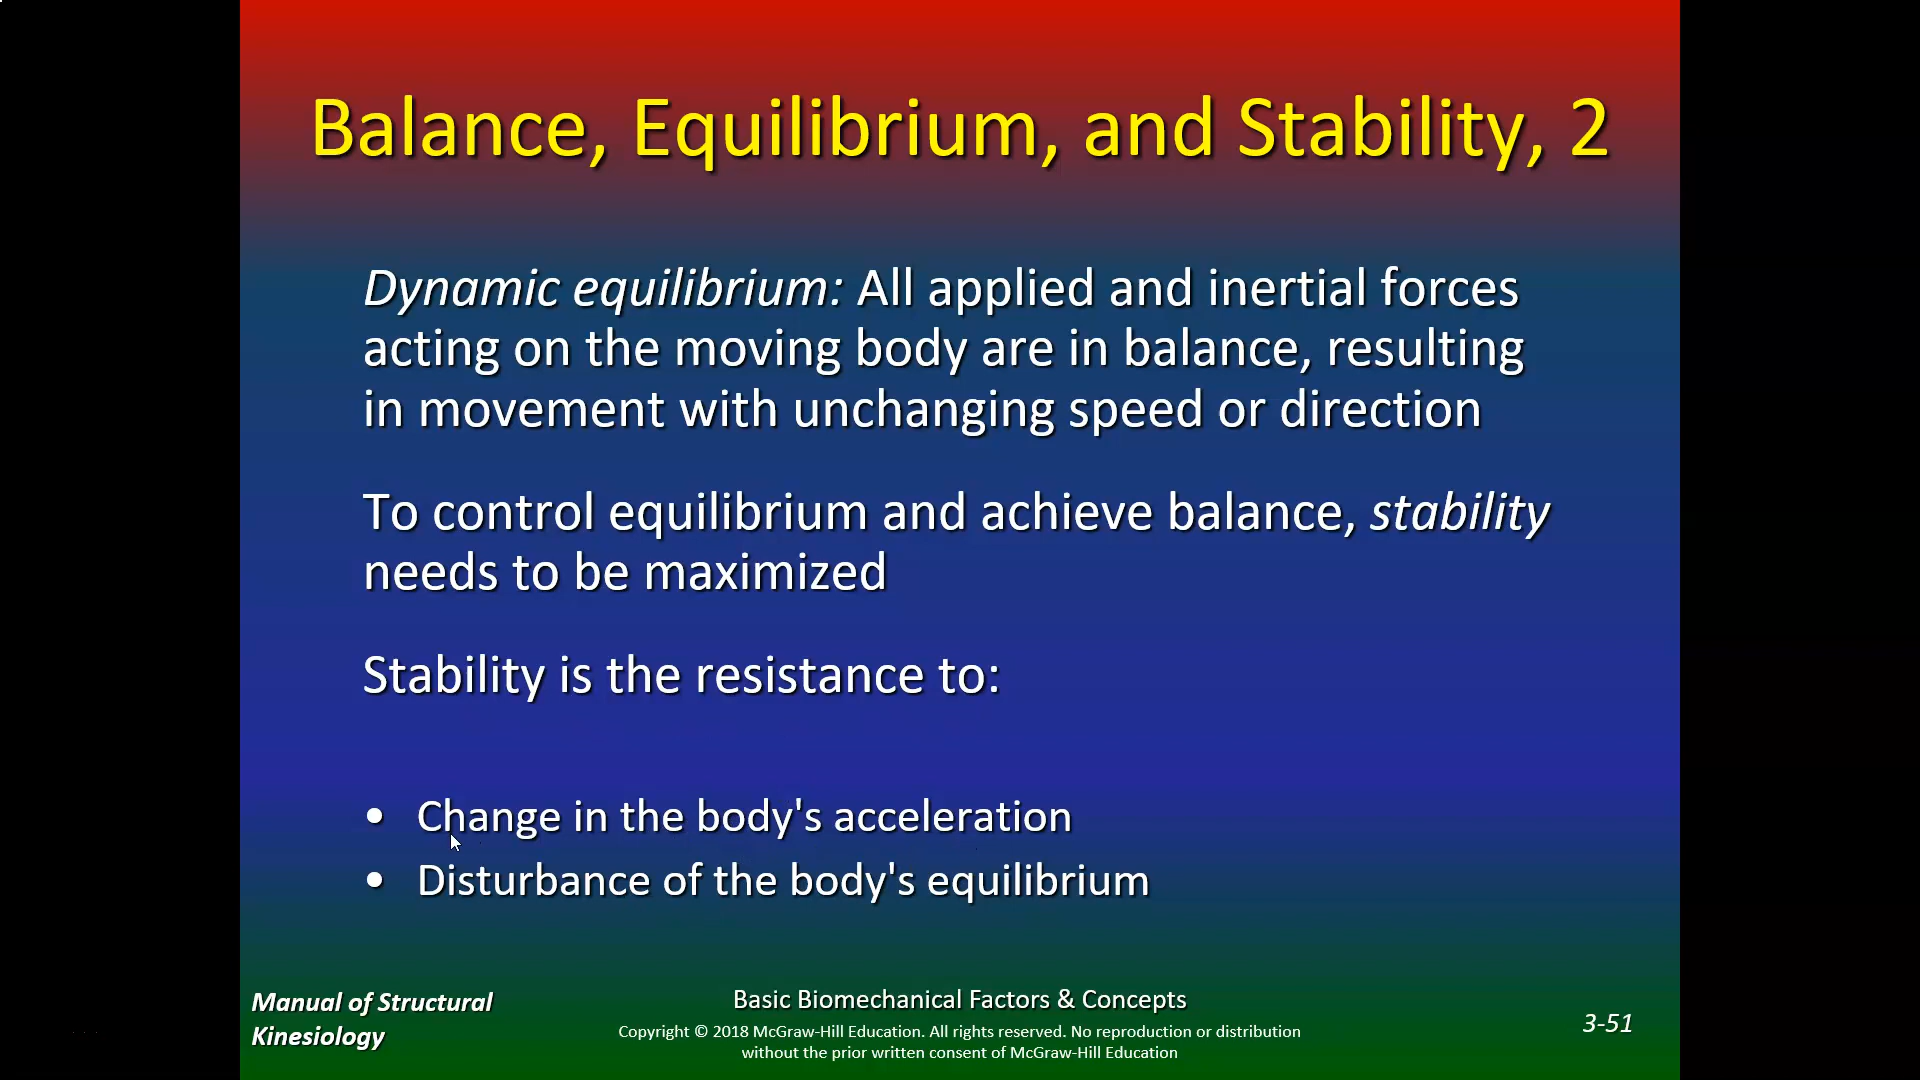 Balance, Equilibrium, and Stability, 2
Dynamic equilibrium: All applied and inertial forces
acting on the moving body are in balance, resulting
in movement with unchanging speed or direction
To control equilibrium and achieve balance, stability
needs to be maximized
Stability is the resistance to:
• Change in the body's acceleration
• Disturbance of the body's equilibrium
Manual of Structural
Kinesiology
Basic Biomechanical Factors & Concepts
Copyright © 2018 McGraw-Hill Education. All rights reserved. No reproduction or distribution
without the prior written consent of McGraw-Hill Education
3-51